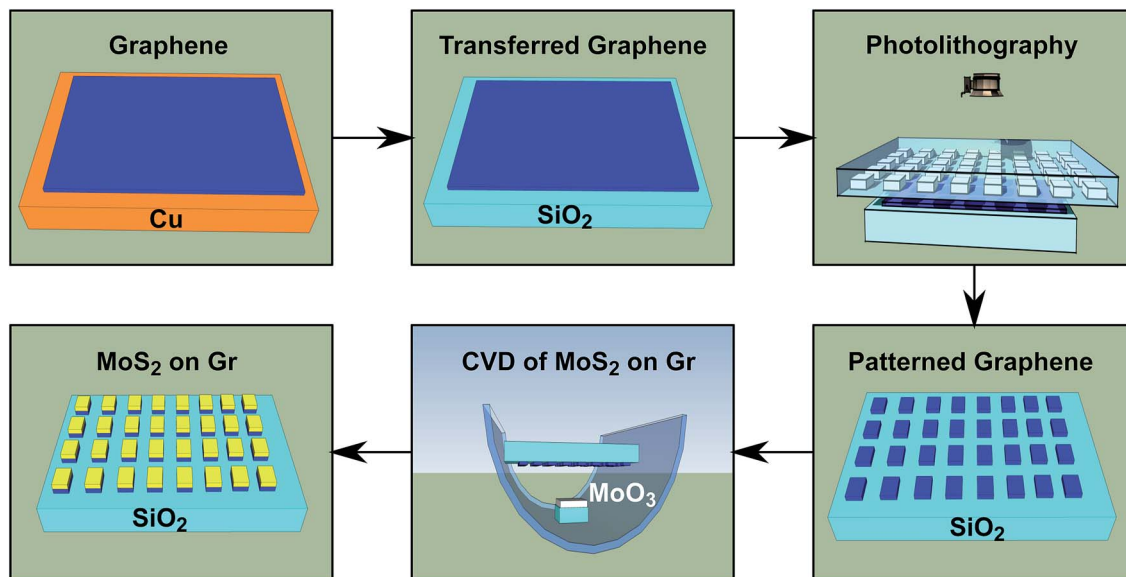 Graphene
Cu
Transferred Graphene
SiO₂
Photolithography
Patterned Graphene
SiO₂
CVD of MoS₂ on Gr
MoO₃
MoS₂ on Gr
SiO₂